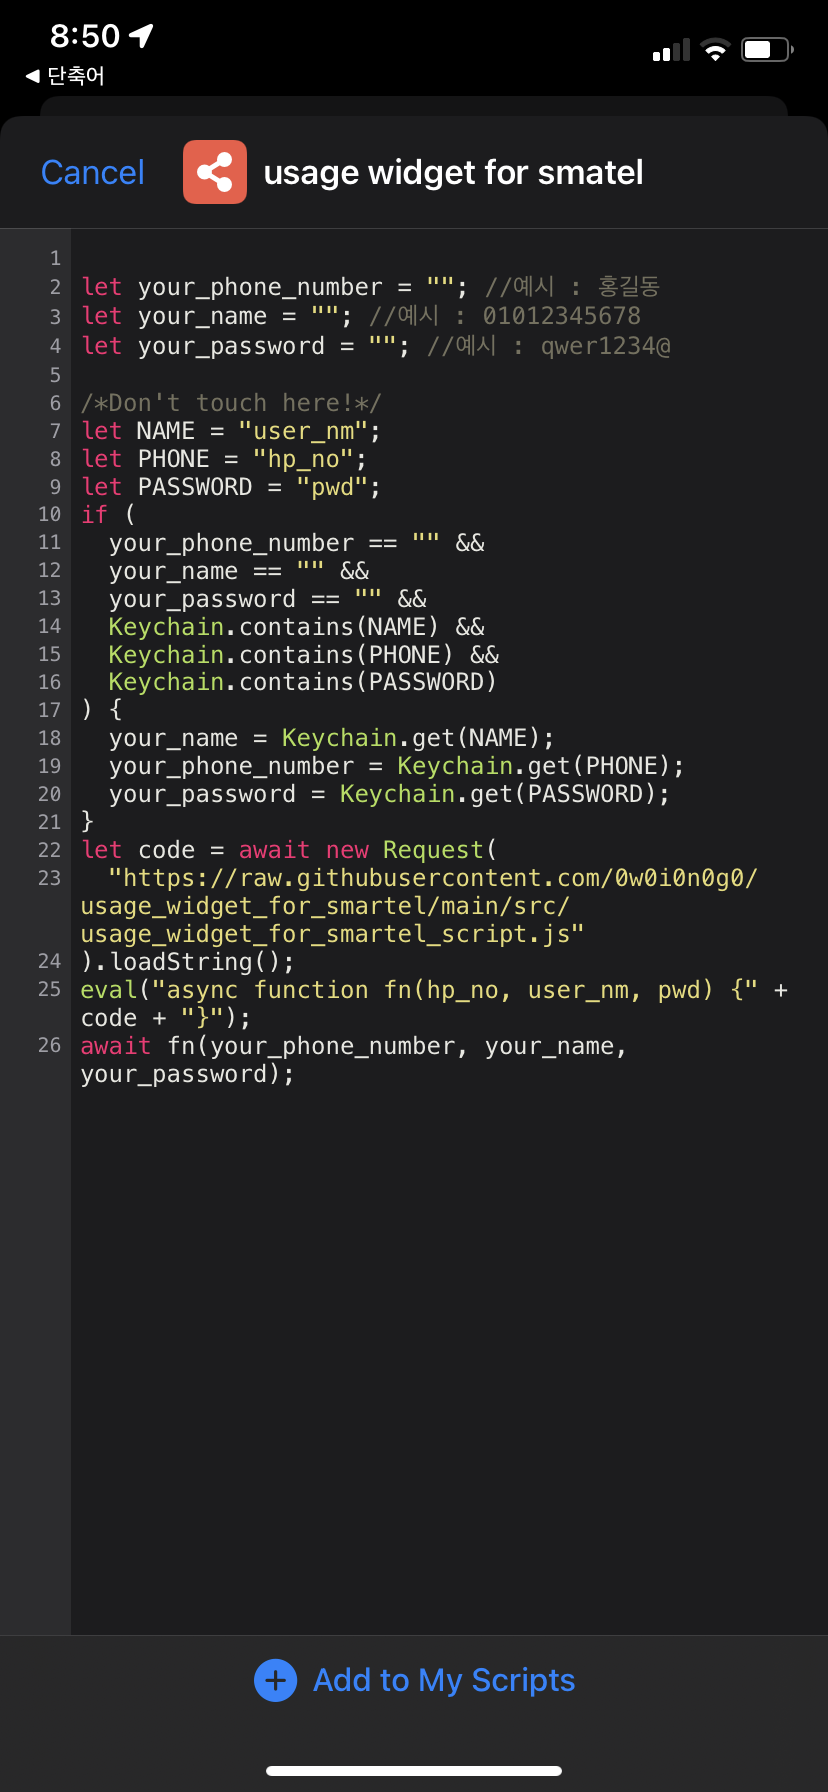 8:50
◀ 단축어
Cancel
usage widget for smatel
1
2 let your_phone_number = ""; //예시 : 홍길동
3 let your_name = ""; //예시 : 01012345678
4 let your_password = ""; //예시 : qwer1234@
5
6 /*Don't touch here!*/
7 let NAME = "user_nm";
8 let PHONE = "hp_no";
9 let PASSWORD = "pwd";
10 if (
11   your_phone_number == "" &&
12   your_name == "" &&
13   your_password == "" &&
14   Keychain.contains(NAME) &&
15   Keychain.contains(PHONE) &&
16   Keychain.contains(PASSWORD)
17 ) {
18   your_name = Keychain.get(NAME);
19   your_phone_number = Keychain.get(PHONE);
20   your_password = Keychain.get(PASSWORD);
21 }
22 let code = await new Request(
23   "https://raw.githubusercontent.com/0w0i0n0g0/
usage_widget_for_smartel/main/src/
usage_widget_for_smartel_script.js"
24 ).loadString();
25 eval("async function fn(hp_no, user_nm, pwd) {" +
code + "}");
26 await fn(your_phone_number, your_name,
your_password);
Add to My Scripts